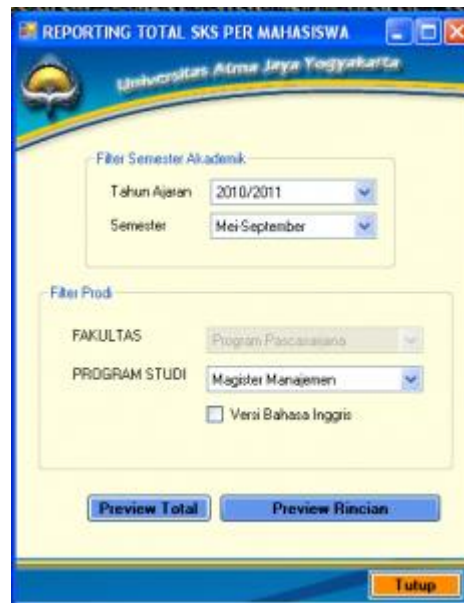 REPORTING TOTAL SKS PER MAHASISWA
Universitas Atma Jaya Yogyakarta
Filter Semester Akademik
Tahun Ajaran 2010/2011
Semester Mei-September
Filter Prodi
FAKULTAS Program Pascasarjana
PROGRAM STUDI Magister Manajemen
Versi Bahasa Inggris
Preview Total Preview Rincian
Tutup